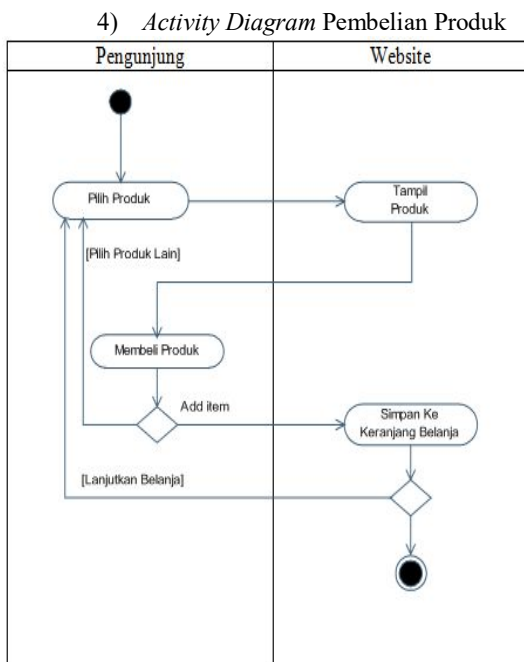 4) Activity Diagram Pembelian Produk
Pengunjung Website
Pilih Produk
Tampil
Produk
[Pilih Produk Lain]
Membeli Produk
Add item
Simpan Ke
Keranjang Belanja
[Lanjutkan Belanja]